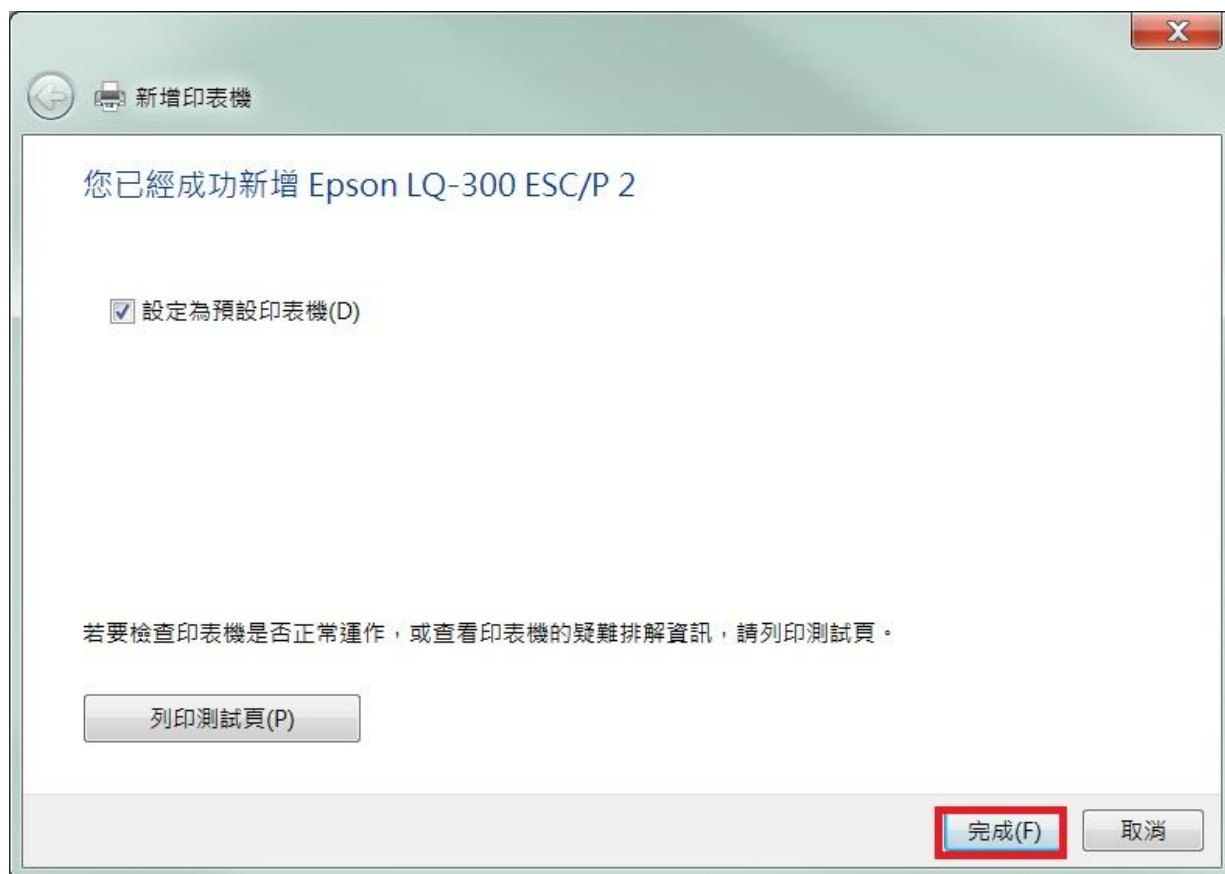 新增印表機
您已經成功新增 Epson LQ-300 ESC/P 2
設定為預設印表機(D)
若要檢查印表機是否正常運作，或查看印表機的疑難排解資訊，請列印測試頁。
列印測試頁(P)
完成(F) 取消